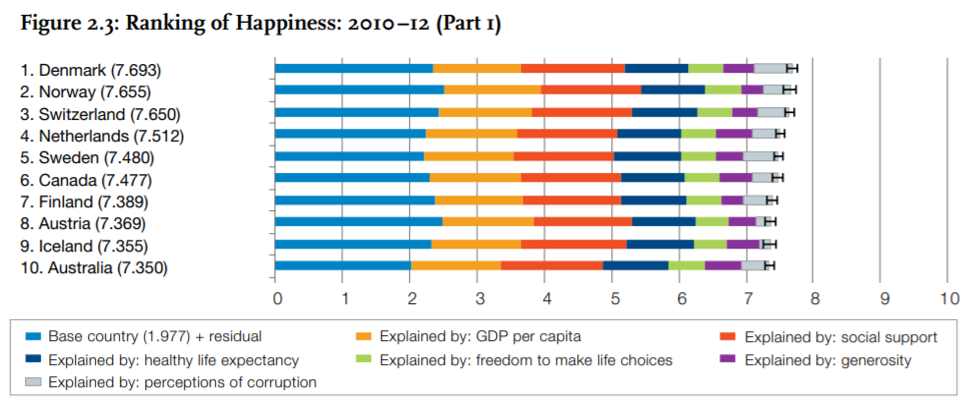 Figure 2.3: Ranking of Happiness: 2010–12 (Part 1)
1. Denmark (7.693)
2. Norway (7.655)
3. Switzerland (7.650)
4. Netherlands (7.512)
5. Sweden (7.480)
6. Canada (7.477)
7. Finland (7.389)
8. Austria (7.369)
9. Iceland (7.355)
10. Australia (7.350)
0 1 2 3 4 5 6 7 8 9 10
Base country (1.977) + residual Explained by: GDP per capita Explained by: social support
Explained by: healthy life expectancy Explained by: freedom to make life choices Explained by: generosity
Explained by: perceptions of corruption